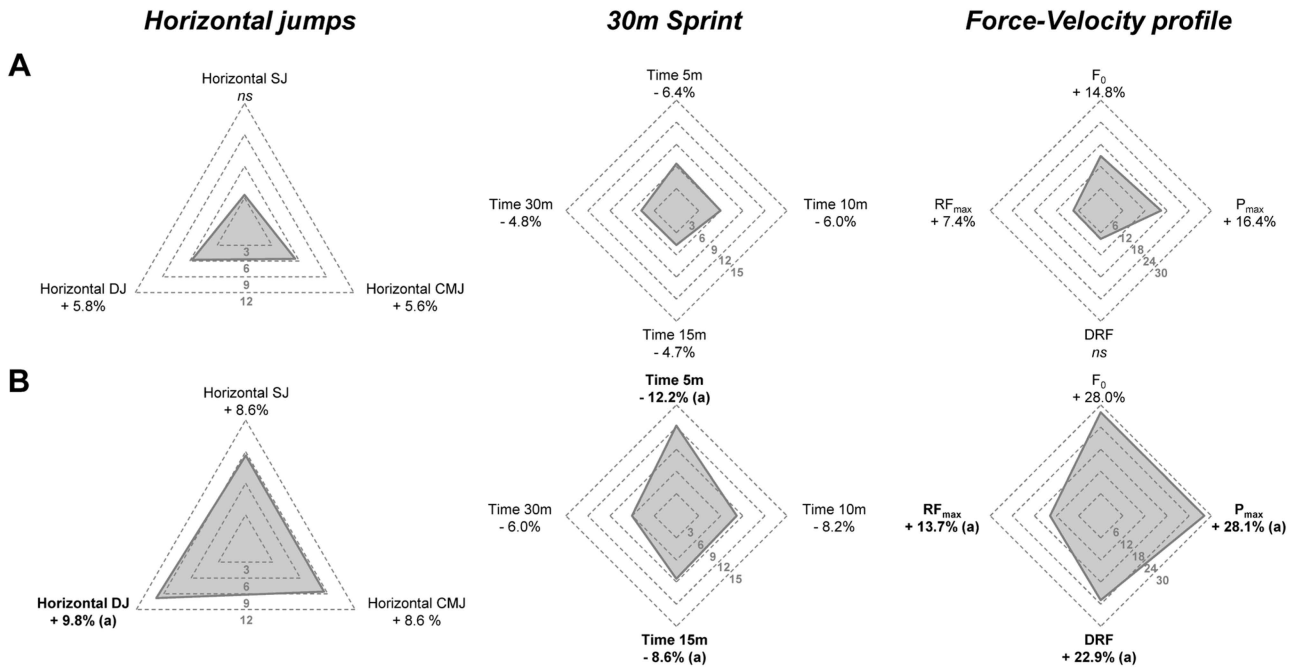 Horizontal jumps
30m Sprint
Force-Velocity profile
A
Horizontal SJ
ns
3
6
9
12
Horizontal DJ
+ 5.8%
Horizontal CMJ
+ 5.6%
Time 5m
- 6.4%
Time 30m
- 4.8%
Time 10m
- 6.0%
3
6
9
12
15
Time 15m
- 4.7%
F0
+ 14.8%
RFmax
+ 7.4%
Pmax
+ 16.4%
6
12
18
24
30
DRF
ns
B
Horizontal SJ
+ 8.6%
3
6
9
12
Horizontal DJ
+ 9.8% (a)
Horizontal CMJ
+ 8.6 %
Time 5m
- 12.2% (a)
Time 30m
- 6.0%
Time 10m
- 8.2%
3
6
9
12
15
Time 15m
- 8.6% (a)
F0
+ 28.0%
RFmax
+ 13.7% (a)
Pmax
+ 28.1% (a)
6
12
18
24
30
DRF
+ 22.9% (a)